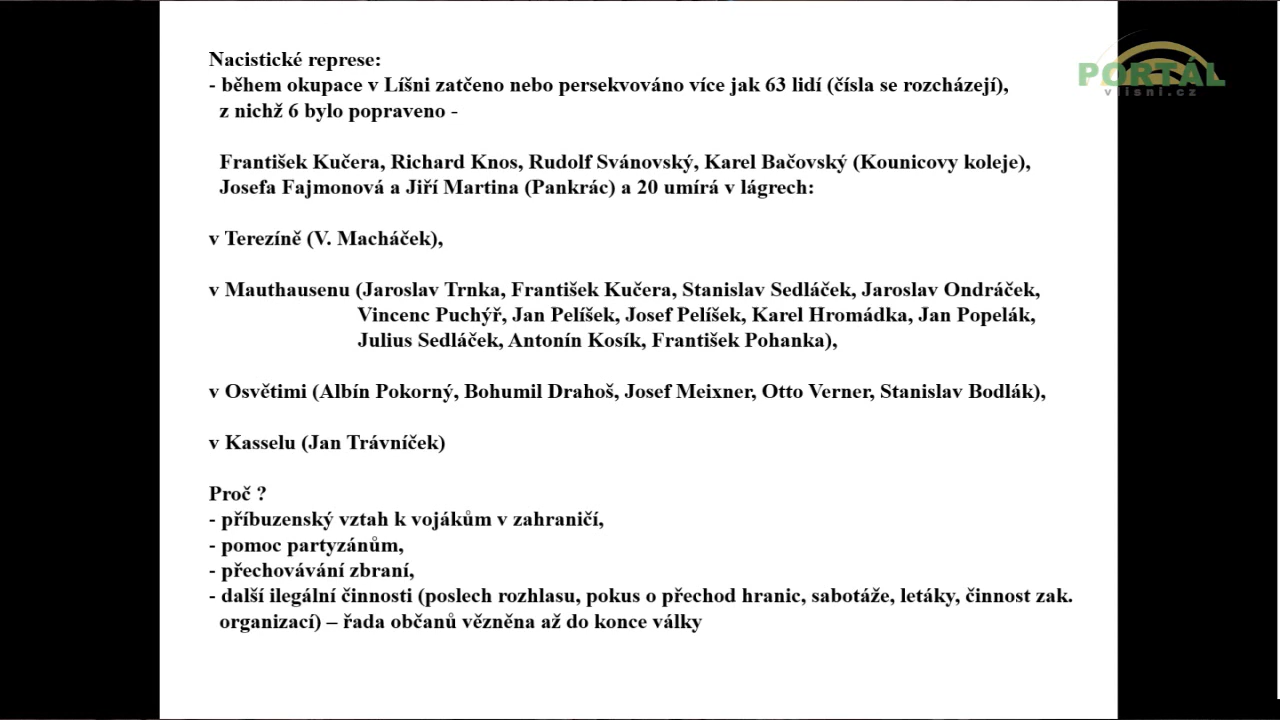 Nacistické represe:
- během okupace v Líšni zatčeno nebo persekvováno více jak 63 lidí (čísla se rozcházejí),
z nichž 6 bylo popraveno -
František Kučera, Richard Knos, Rudolf Svánovský, Karel Bačovský (Kounicovy koleje),
Josefa Fajmonová a Jiří Martina (Pankrác) a 20 umírá v lágrech:
v Terezíně (V. Macháček),
v Mauthausenu (Jaroslav Trnka, František Kučera, Stanislav Sedláček, Jaroslav Ondráček,
Vincenc Puchýř, Jan Pelíšek, Josef Pelíšek, Karel Hromádka, Jan Popelák,
Julius Sedláček, Antonín Kosík, František Pohanka),
v Osvětimi (Albín Pokorný, Bohumil Drahoš, Josef Meixner, Otto Verner, Stanislav Bodlák),
v Kasselu (Jan Trávníček)
Proč ?
- příbuzenský vztah k vojákům v zahraničí,
- pomoc partyzánům,
- přechovávání zbraní,
- další ilegální činnosti (poslech rozhlasu, pokus o přechod hranic, sabotáže, letáky, činnost zak.
organizací) – řada občanů vězněna až do konce války
PORTÁL
vlisni.cz